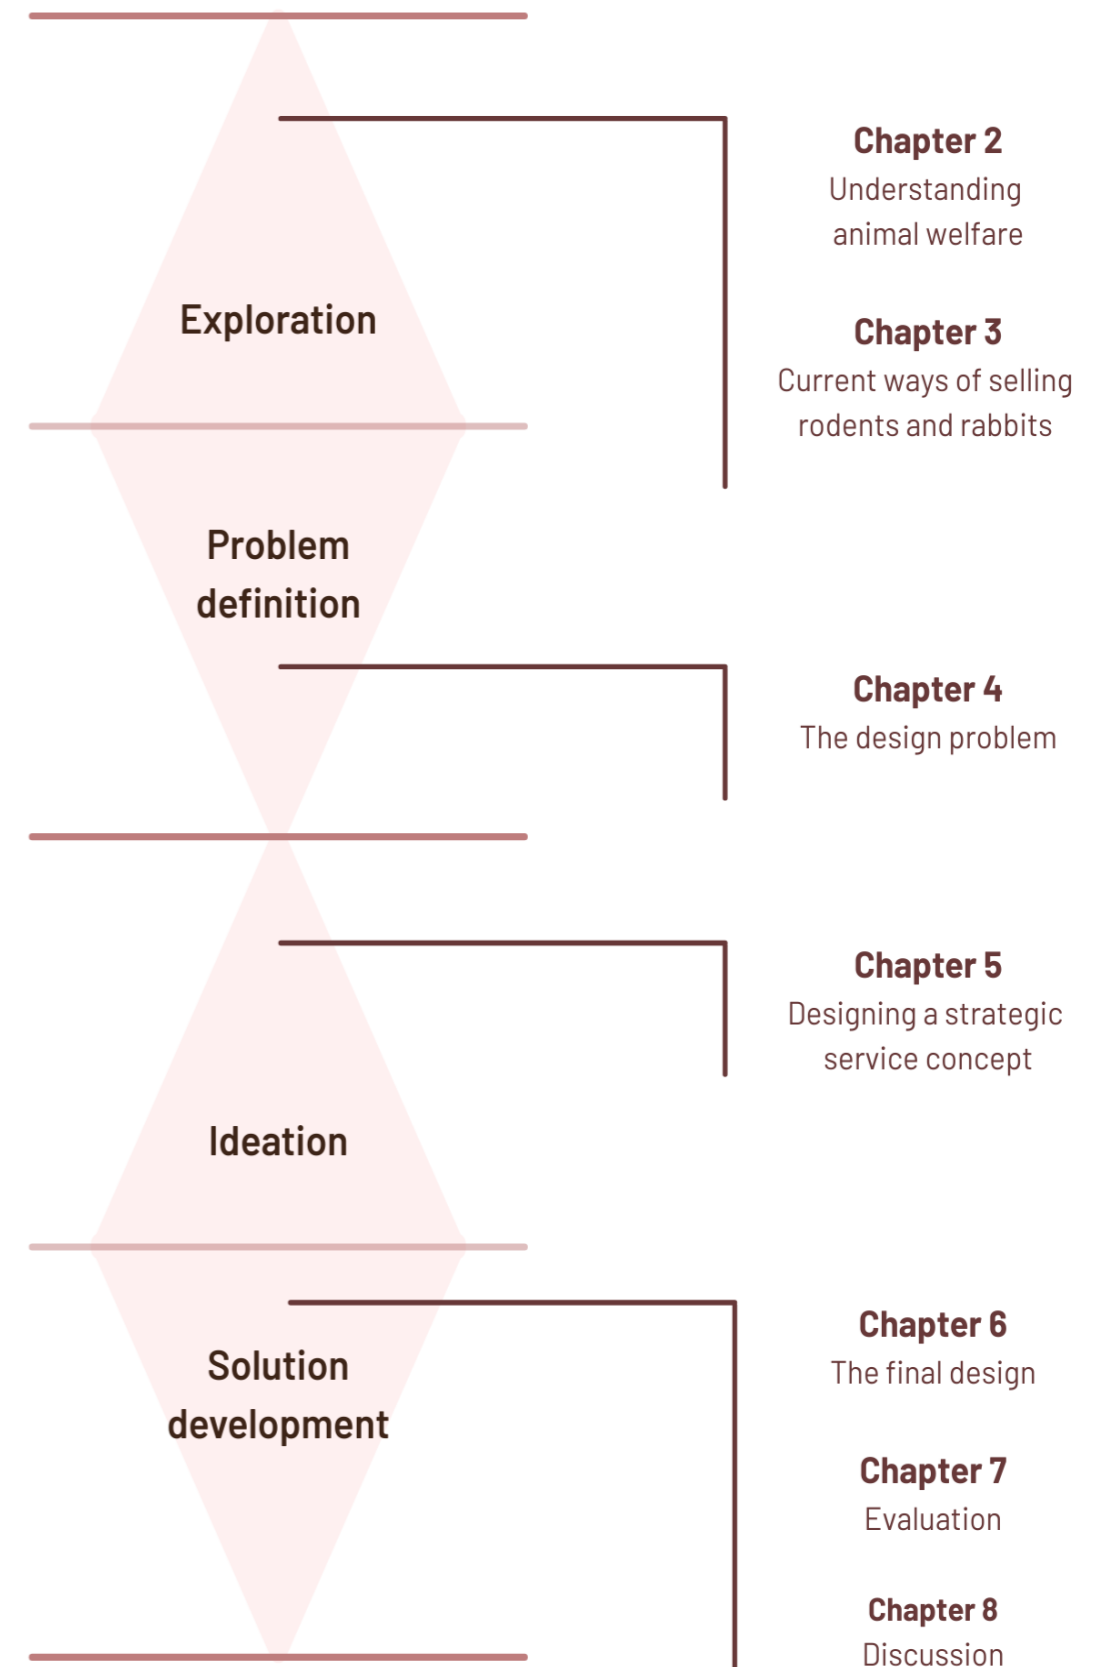 Chapter 2
Understanding
animal welfare
Exploration
Chapter 3
Current ways of selling
rodents and rabbits
Problem
definition
Chapter 4
The design problem
Chapter 5
Designing a strategic
service concept
Ideation
Chapter 6
The final design
Solution
development
Chapter 7
Evaluation
Chapter 8
Discussion